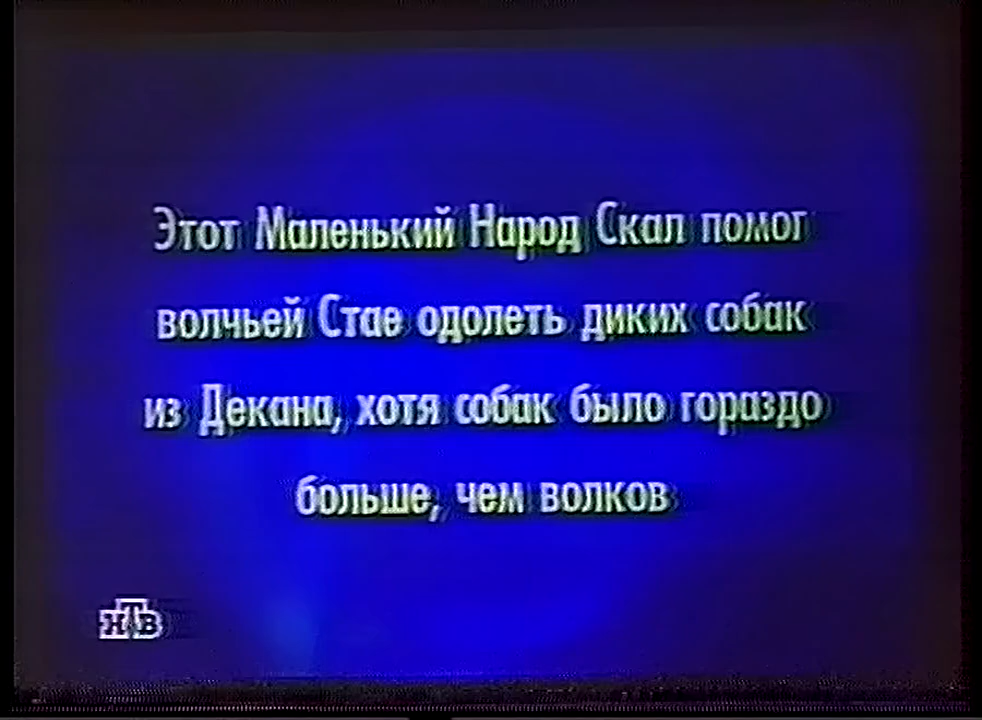 Этот Маленький Народ Скал помог
волчьей Стае одолеть диких собак
из Декана, хотя собак было гораздо
больше, чем волков
НТВ